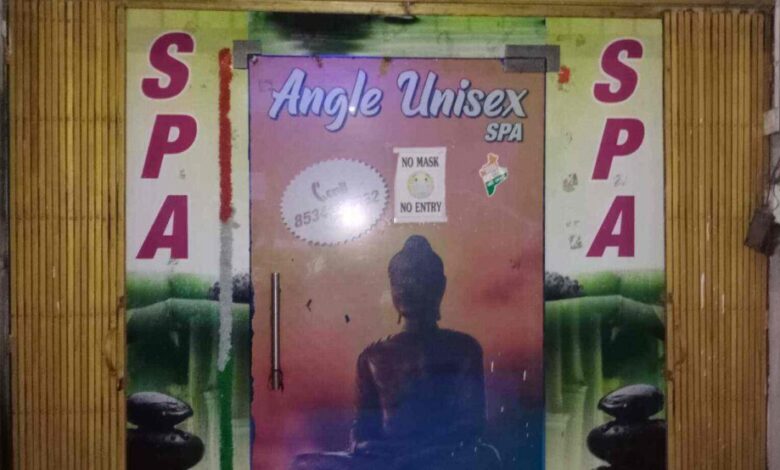 SPA
Angle Unisex
SPA
Call
NO MASK
NO ENTRY
SPA